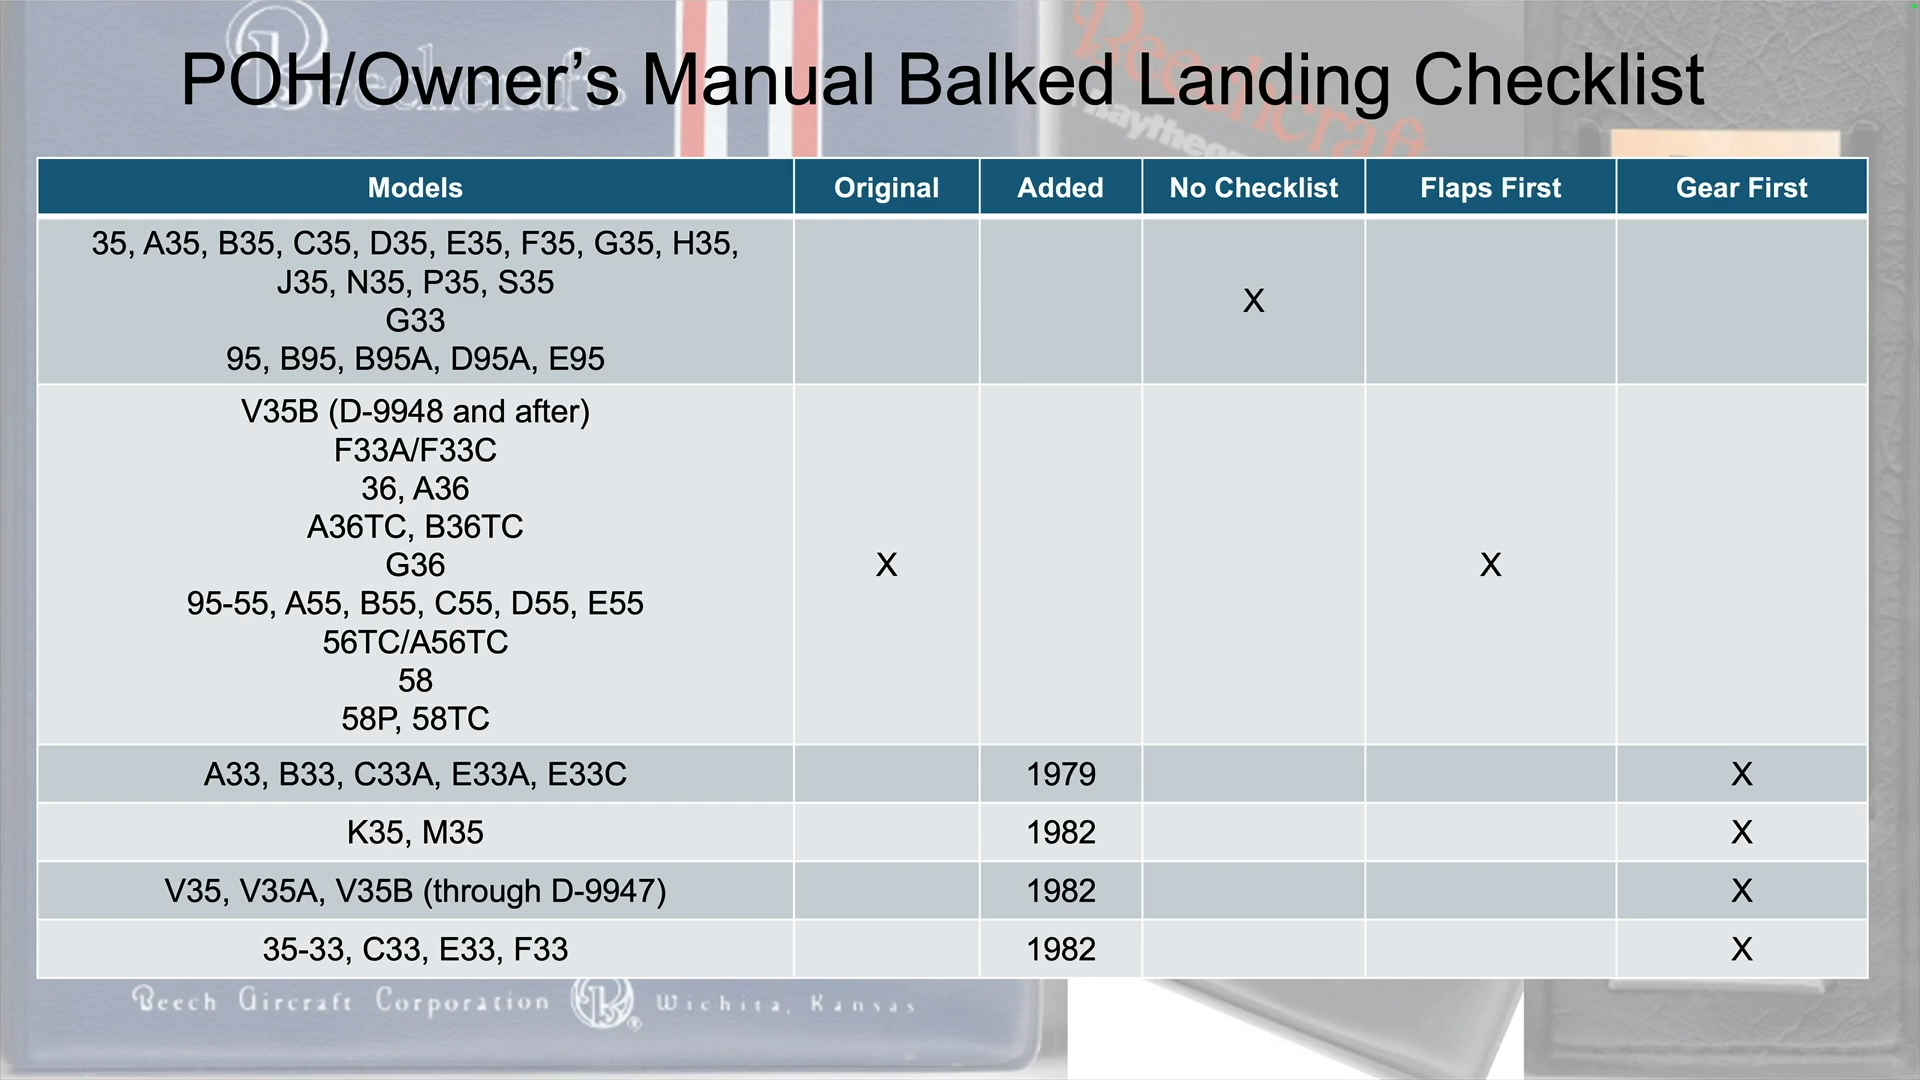 POH/Owner's Manual Balked Landing Checklist
Beechcraft
Beechcraft
Raytheon
Models Original Added No Checklist Flaps First Gear First
35, A35, B35, C35, D35, E35, F35, G35, H35,
J35, N35, P35, S35
G33
95, B95, B95A, D95A, E95
X
V35B (D-9948 and after)
F33A/F33C
36, A36
A36TC, B36TC
G36
95-55, A55, B55, C55, D55, E55
56TC/A56TC
58
58P, 58TC
X X
A33, B33, C33A, E33A, E33C 1979 X
K35, M35 1982 X
V35, V35A, V35B (through D-9947) 1982 X
35-33, C33, E33, F33 1982 X
Beech Aircraft Corporation B Wichita, Kansas